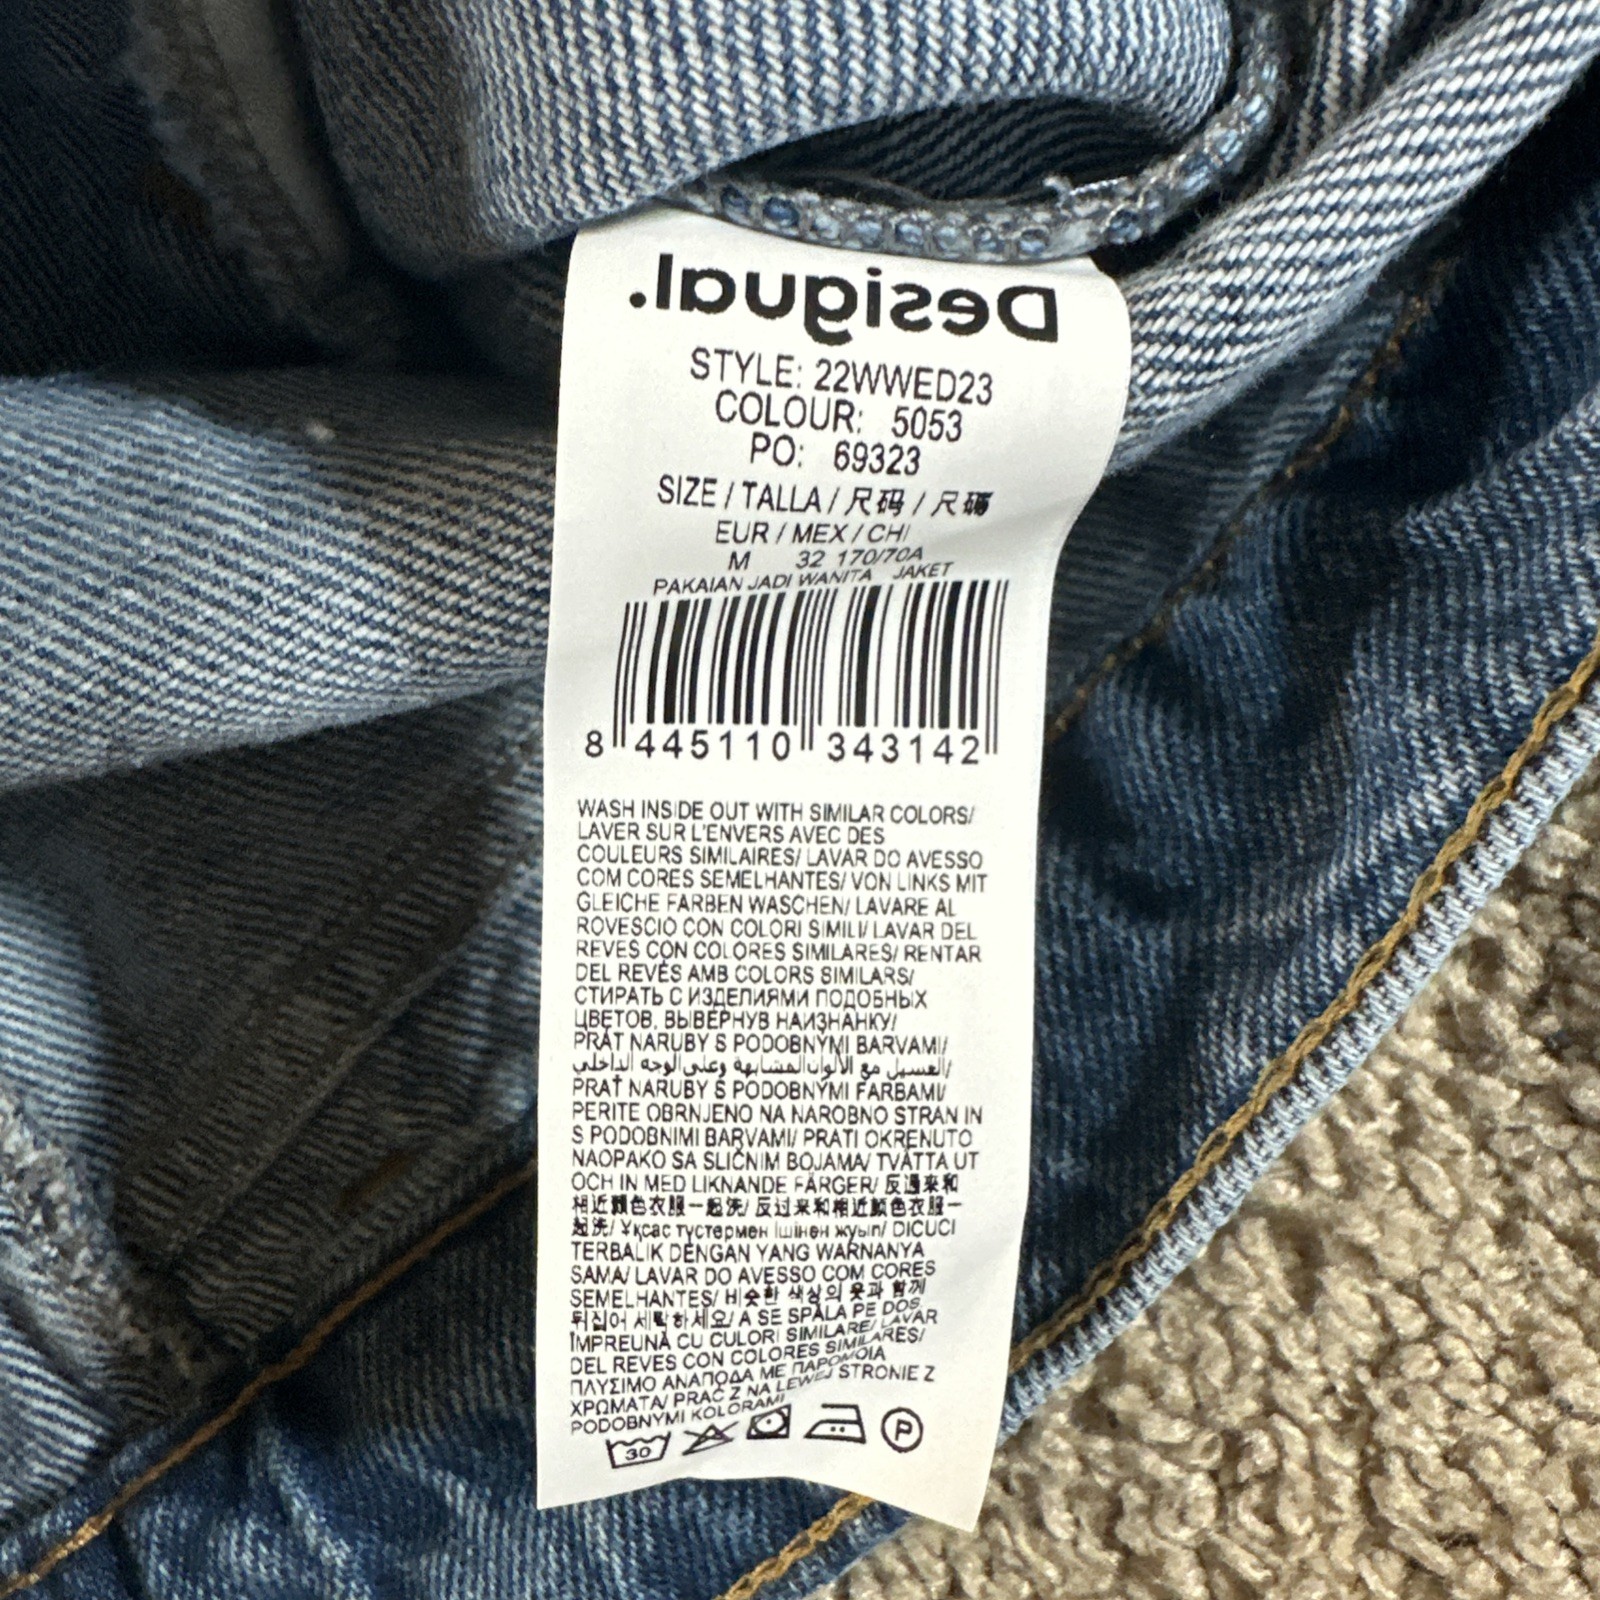 Desigual.
STYLE: 22WWED23
COLOUR: 5053
PO: 69323
SIZE / TALLA / 尺码 / 尺碼
EUR / MEX / CHI
M 32 170/70A
PAKAIAN JADI WANITA JAKET
8 445110 343142
WASH INSIDE OUT WITH SIMILAR COLORS/
LAVER SUR L'ENVERS AVEC DES
COULEURS SIMILAIRES/ LAVAR DO AVESSO
COM CORES SEMELHANTES/ VON LINKS MIT
GLEICHE FARBEN WASCHEN/ LAVARE AL
ROVESCIO CON COLORI SIMILI/ LAVAR DEL
REVES CON COLORES SIMILARES/ RENTAR
DEL REVÉS AMB COLORS SIMILARS/
СТИРАТЬ С ИЗДЕЛИЯМИ ПОДОБНЫХ
ЦВЕТОВ, ВЫВЕРНУВ НАИЗНАНКУ/
PRÁT NARUBY S PODOBNÝMI BARVAMI/
الغسيل مع الألوان المشابهة وعلى الوجه الداخلي/
PRAŤ NARUBY S PODOBNÝMI FARBAMI/
PERITE OBRNJENO NA NAROBNO STRAN IN
S PODOBNIMI BARVAMI/ PRATI OKRENUTO
NAOPAKO SA SLIČNIM BOJAMA/ TVÄTTA UT
OCH IN MED LIKNANDE FÄRGER/ 反過來和
相近顏色衣服一起洗/ 反过来和相近颜色衣服一
起洗/ Ұқсас түстермен ішінен жуып/ DICUCI
TERBALIK DENGAN YANG WARNANYA
SAMA/ LAVAR DO AVESSO COM CORES
SEMELHANTES/ 비슷한 색상의 옷과 함께
뒤집어 세탁하세요/ A SE SPĂLA PE DOS
ÎMPREUNĂ CU CULORI SIMILARE/ LAVAR
DEL REVES CON COLORES SIMILARES/
ΠΛΥΣΙΜΟ ΑΝΑΠΟΔΑ ΜΕ ΠΑΡΟΜΟΙΑ
ΧΡΩΜΑΤΑ/ PRAĆ Z NA LEWEJ STRONIE Z
PODOBNYMI KOLORAMI
30 P